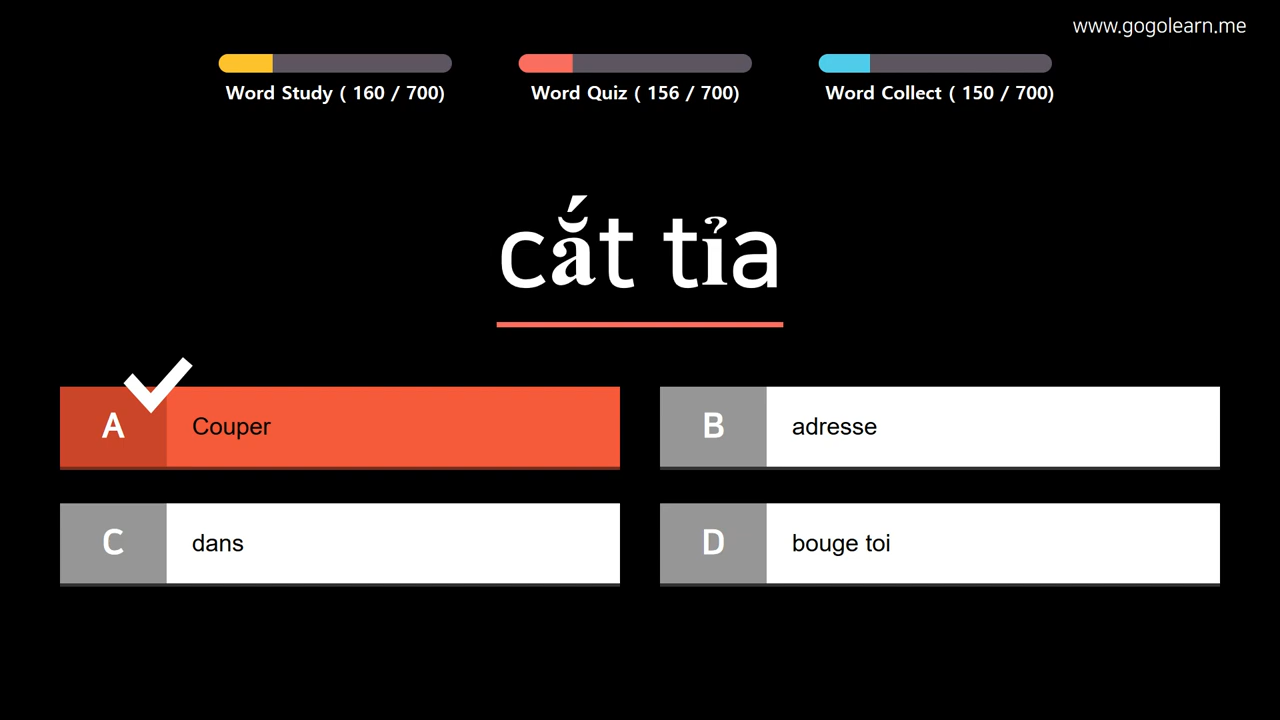 www.gogolearn.me
Word Study ( 160 / 700)
Word Quiz ( 156 / 700)
Word Collect ( 150 / 700)
cắt tỉa
A Couper
B adresse
C dans
D bouge toi